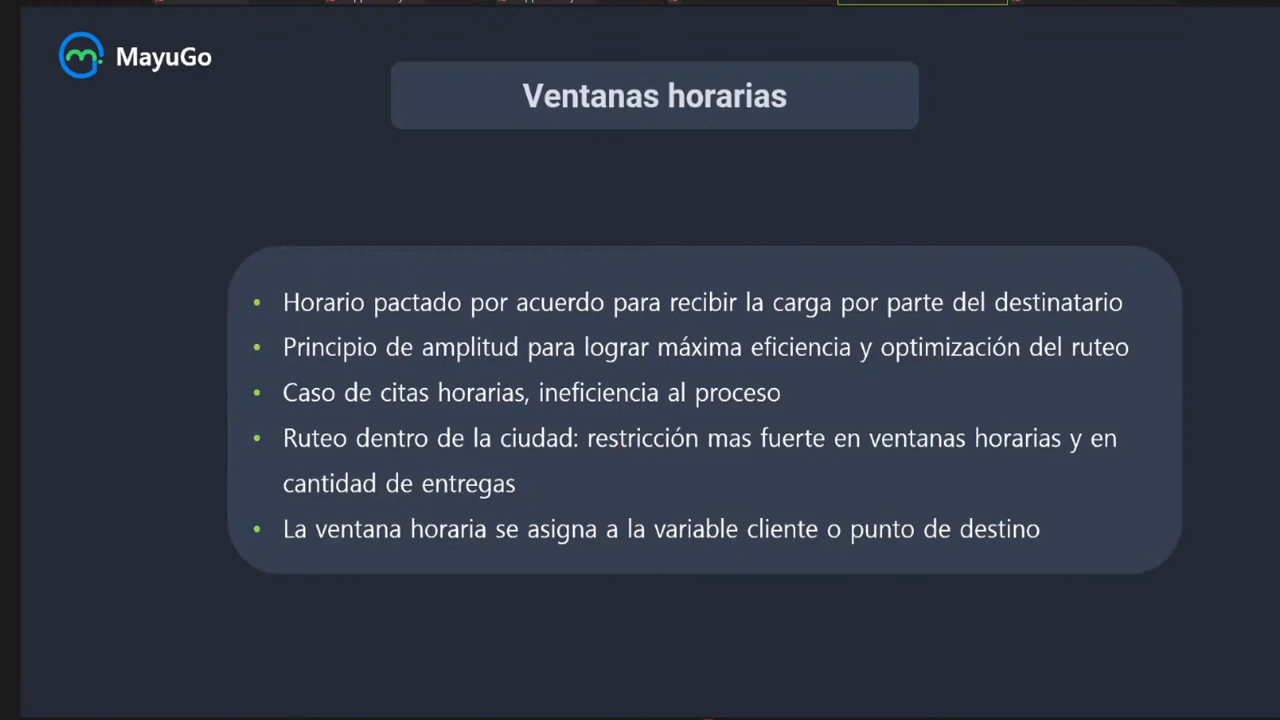 MayuGo
Ventanas horarias
• Horario pactado por acuerdo para recibir la carga por parte del destinatario
• Principio de amplitud para lograr máxima eficiencia y optimización del ruteo
• Caso de citas horarias, ineficiencia al proceso
• Ruteo dentro de la ciudad: restricción mas fuerte en ventanas horarias y en
cantidad de entregas
• La ventana horaria se asigna a la variable cliente o punto de destino